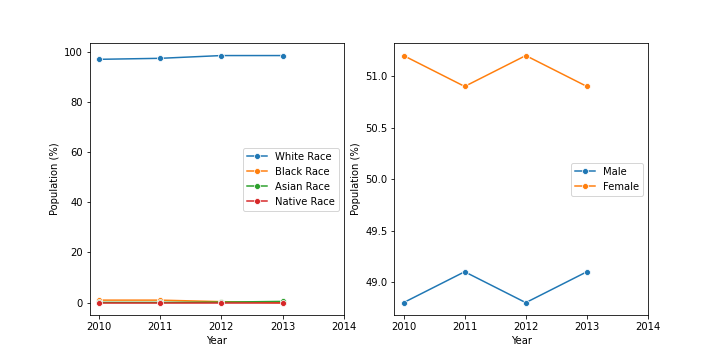 100
80
60
40
20
0
Population (%)
2010 2011 2012 2013 2014
Year
White Race
Black Race
Asian Race
Native Race
51.0
50.5
50.0
49.5
49.0
Population (%)
2010 2011 2012 2013 2014
Year
Male
Female